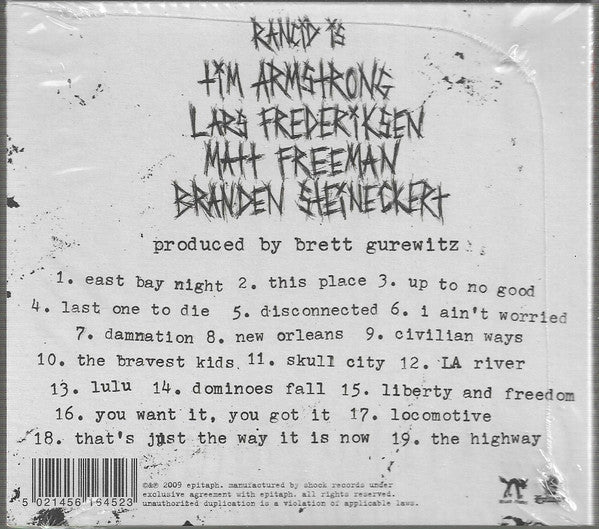 RANCID IS
TIM ARMSTRONG
LARS FREDERIKSEN
MATT FREEMAN
BRANDEN STEINECKERT
produced by brett gurewitz
1. east bay night 2. this place 3. up to no good
4. last one to die 5. disconnected 6. i ain't worried
7. damnation 8. new orleans 9. civilian ways
10. the bravest kids 11. skull city 12. LA river
13. lulu 14. dominoes fall 15. liberty and freedom
16. you want it, you got it 17. locomotive
18. that's just the way it is now 19. the highway
©&℗ 2009 epitaph. manufactured by shock records under
exclusive agreement with epitaph. all rights reserved.
unauthorized duplication is a violation of applicable laws.
5 021456 164523